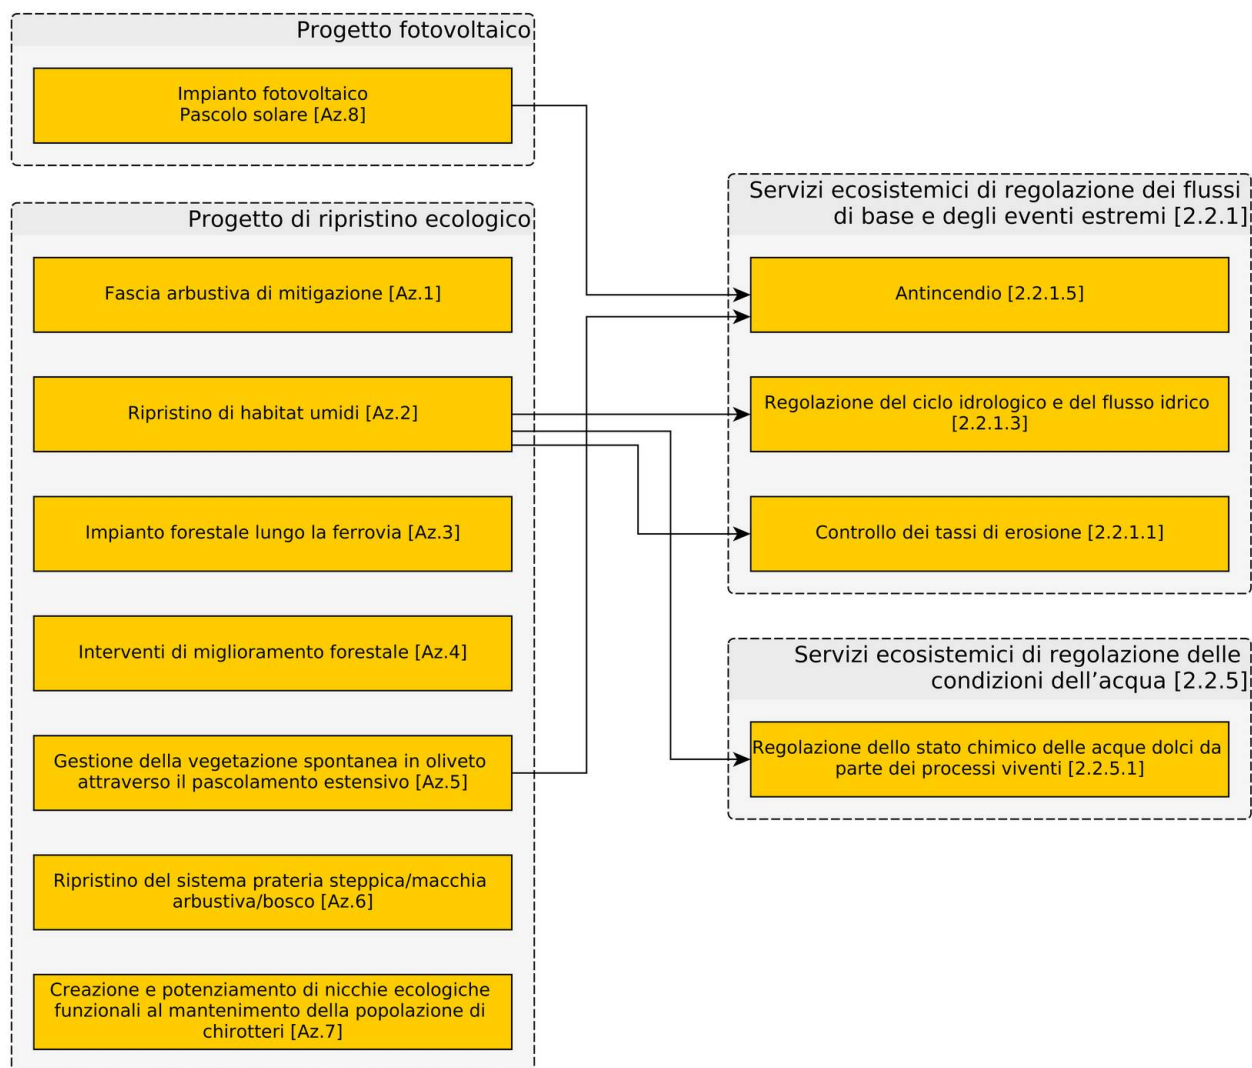 Progetto fotovoltaico
Impianto fotovoltaico
Pascolo solare [Az.8]
Progetto di ripristino ecologico
Fascia arbustiva di mitigazione [Az.1]
Ripristino di habitat umidi [Az.2]
Impianto forestale lungo la ferrovia [Az.3]
Interventi di miglioramento forestale [Az.4]
Gestione della vegetazione spontanea in oliveto
attraverso il pascolamento estensivo [Az.5]
Ripristino del sistema prateria steppica/macchia
arbustiva/bosco [Az.6]
Creazione e potenziamento di nicchie ecologiche
funzionali al mantenimento della popolazione di
chirotteri [Az.7]
Servizi ecosistemici di regolazione dei flussi
di base e degli eventi estremi [2.2.1]
Antincendio [2.2.1.5]
Regolazione del ciclo idrologico e del flusso idrico
[2.2.1.3]
Controllo dei tassi di erosione [2.2.1.1]
Servizi ecosistemici di regolazione delle
condizioni dell’acqua [2.2.5]
Regolazione dello stato chimico delle acque dolci da
parte dei processi viventi [2.2.5.1]